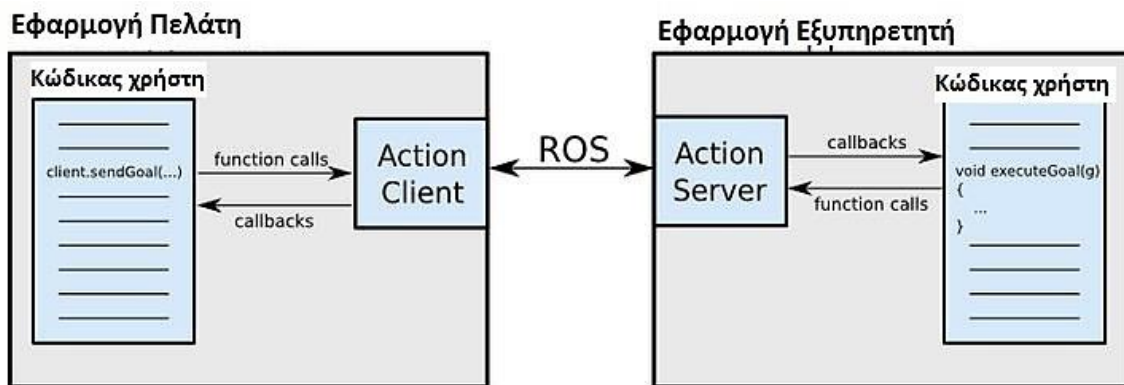 Εφαρμογή Πελάτη
Κώδικας χρήστη
client.sendGoal(...)
function calls
callbacks
Action
Client
ROS
Εφαρμογή Εξυπηρετητή
Κώδικας χρήστη
Action
Server
callbacks
function calls
void executeGoal(g)
{
...
}